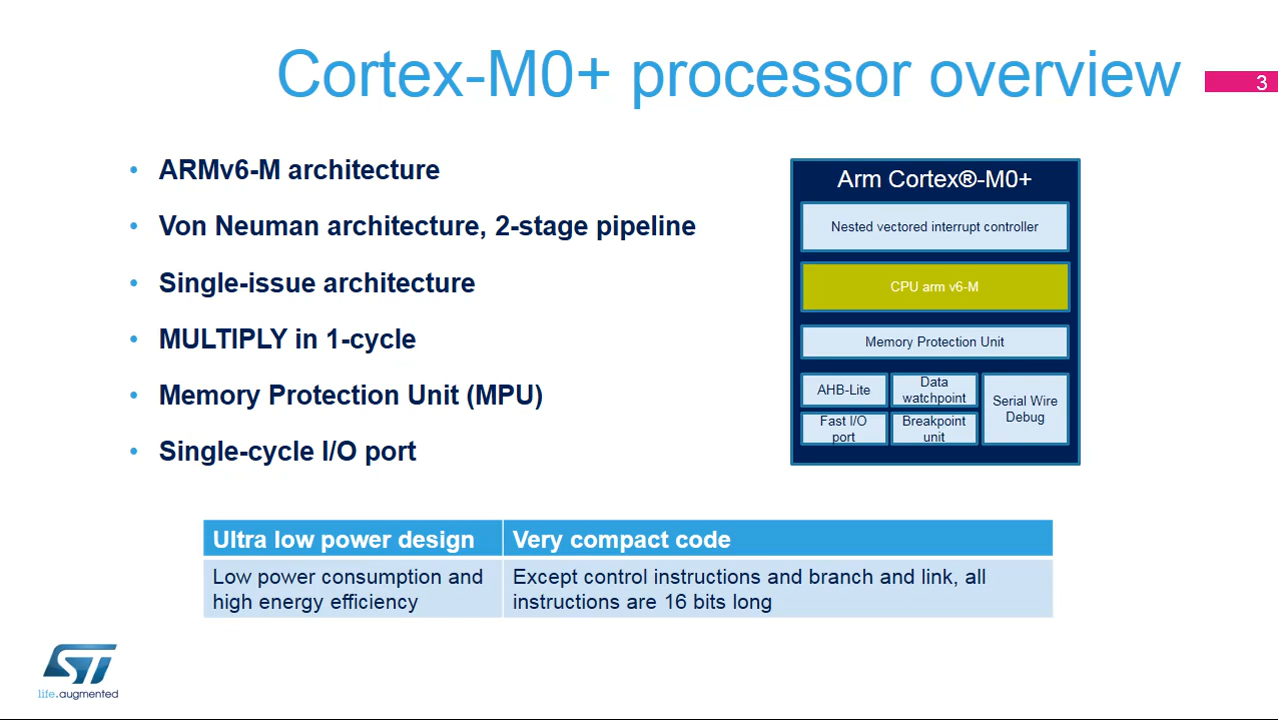 Cortex-M0+ processor overview
3
• ARMv6-M architecture
• Von Neuman architecture, 2-stage pipeline
• Single-issue architecture
• MULTIPLY in 1-cycle
• Memory Protection Unit (MPU)
• Single-cycle I/O port
Arm Cortex®-M0+
Nested vectored interrupt controller
CPU arm v6-M
Memory Protection Unit
AHB-Lite
Data
watchpoint
Serial Wire
Debug
Fast I/O
port
Breakpoint
unit
Ultra low power design
Very compact code
Low power consumption and
high energy efficiency
Except control instructions and branch and link, all
instructions are 16 bits long
ST
life.augmented